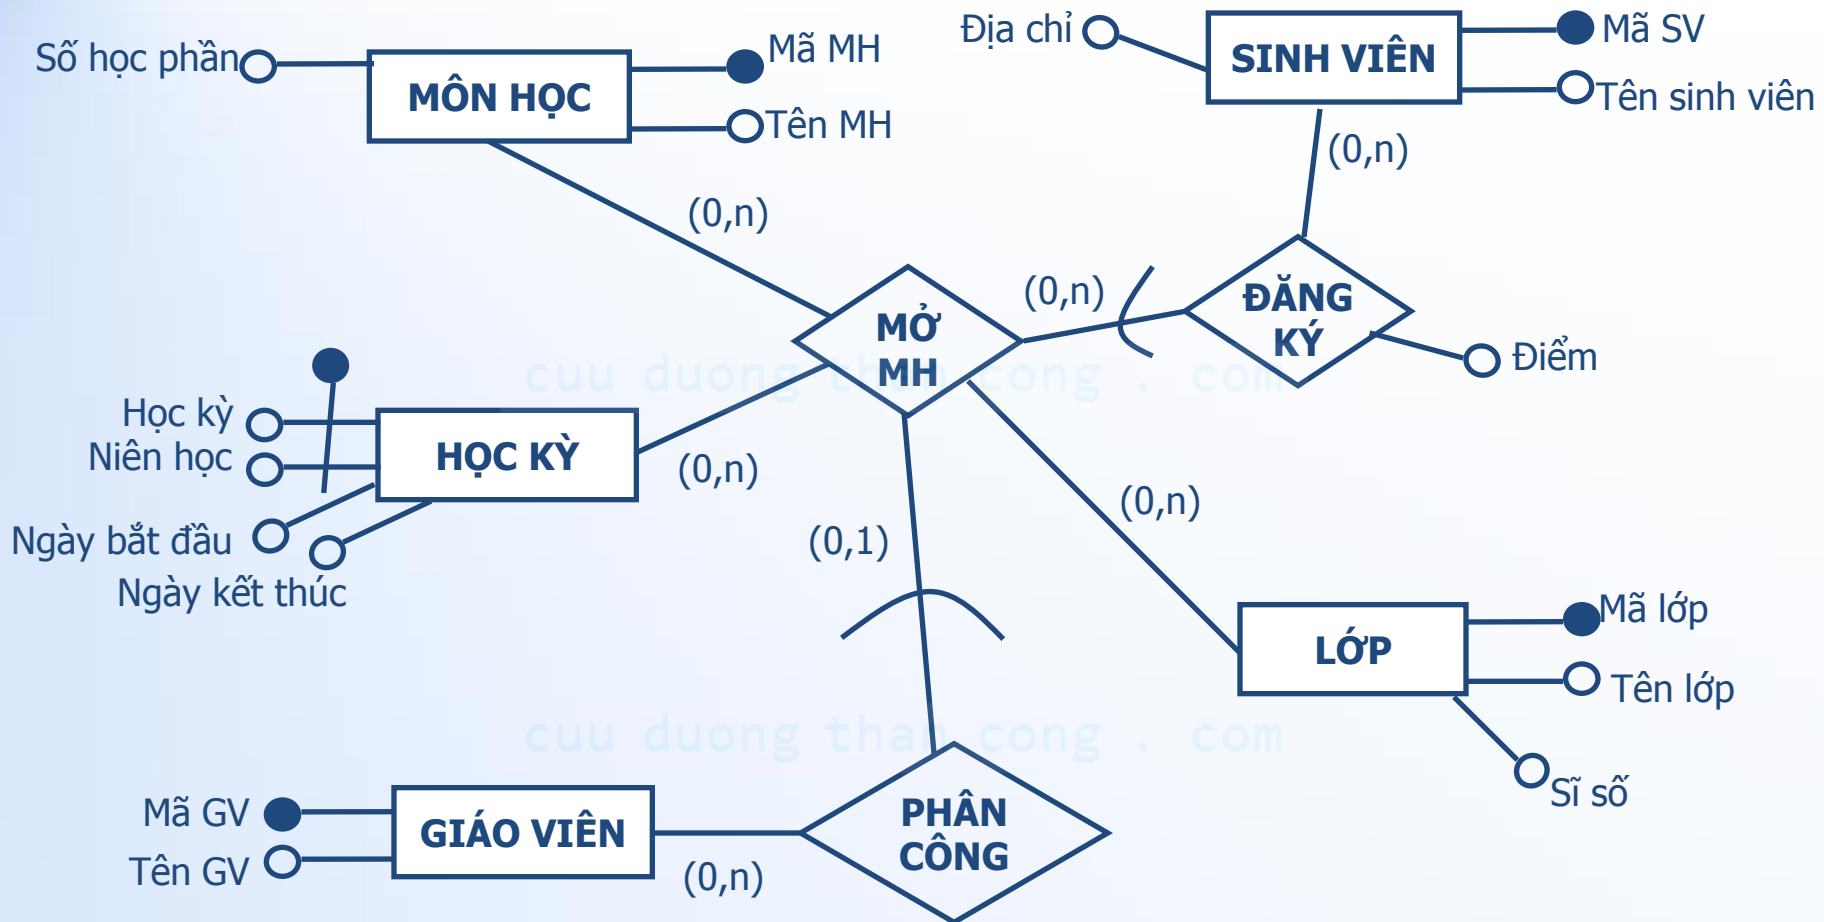 Địa chỉ
SINH VIÊN
Mã SV
Tên sinh viên
Số học phần
MÔN HỌC
Mã MH
Tên MH
(0,n)
(0,n)
(0,n)
ĐĂNG
KÝ
Điểm
MỞ
MH
cuu duong than cong . com
Học kỳ
Niên học
HỌC KỲ
(0,n)
(0,n)
Ngày bắt đầu
Ngày kết thúc
(0,1)
LỚP
Mã lớp
Tên lớp
Sĩ số
cuu duong than cong . com
Mã GV
Tên GV
GIÁO VIÊN
(0,n)
PHÂN
CÔNG